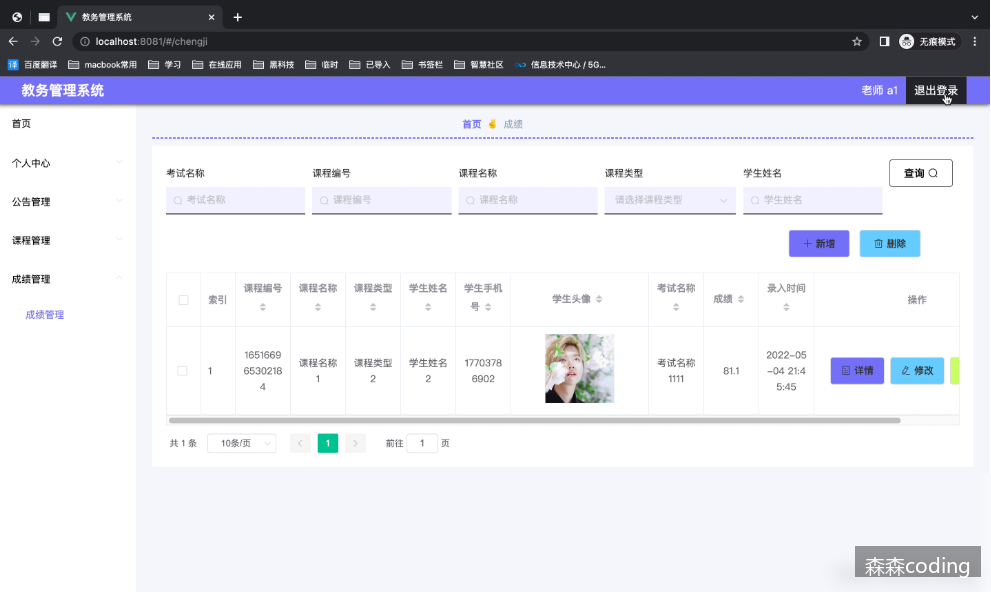 教务管理系统
localhost:8081/#/chengji
无痕模式
译 百度翻译 macbook常用 学习 在线应用 黑科技 临时 已导入 书签栏 智慧社区 信息技术中心 / 5G...
教务管理系统
老师 a1 退出登录
首页
个人中心
公告管理
课程管理
成绩管理
成绩管理
首页 成绩
考试名称 课程编号 课程名称 课程类型 学生姓名
考试名称 课程编号 课程名称 请选择课程类型 学生姓名
查询
新增 删除
索引 课程编号 课程名称 课程类型 学生姓名 学生手机号 学生头像 考试名称 成绩 录入时间 操作
1 165166965302184 课程名称1 课程类型2 学生姓名2 17703786902 考试名称1111 81.1 2022-05-04 21:45:45 详情 修改
共 1 条 10条/页 1 前往 1 页
森森coding